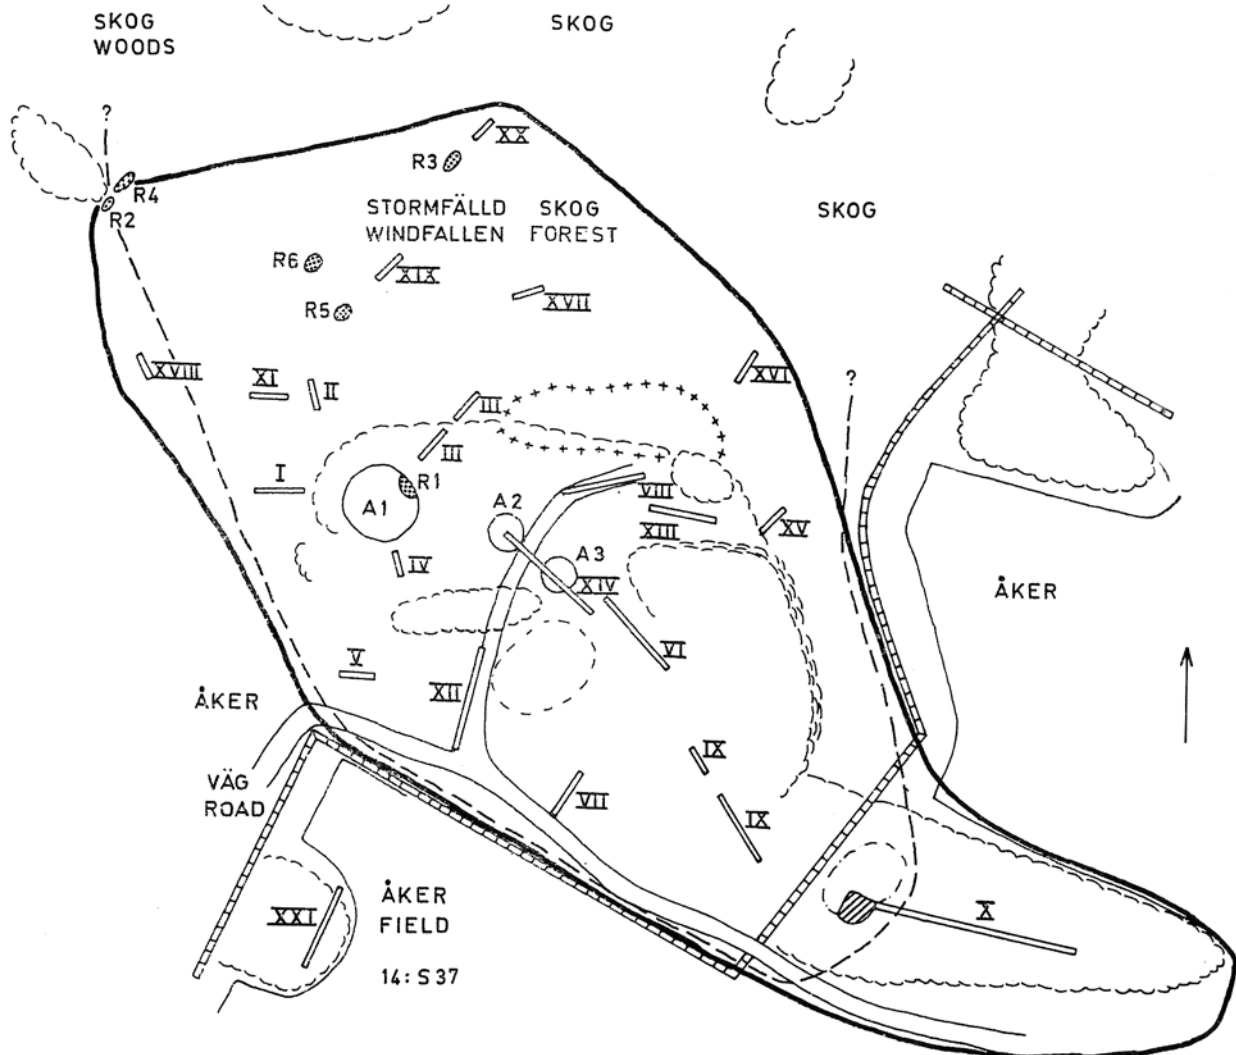 SKOG
WOODS
SKOG
?
XX
R3
R4
R2
STORMFÄLLD SKOG
WINDFALLEN FOREST
SKOG
R6
XIX
XVII
R5
XVIII
XI
II
XVI
?
III
III
I
R1
VIII
A1
A2
XIII
XV
A3
IV
XIV
ÅKER
VI
V
XII
ÅKER
IX
VÄG
ROAD
VII
IX
XXI
ÅKER
FIELD
X
14:S37